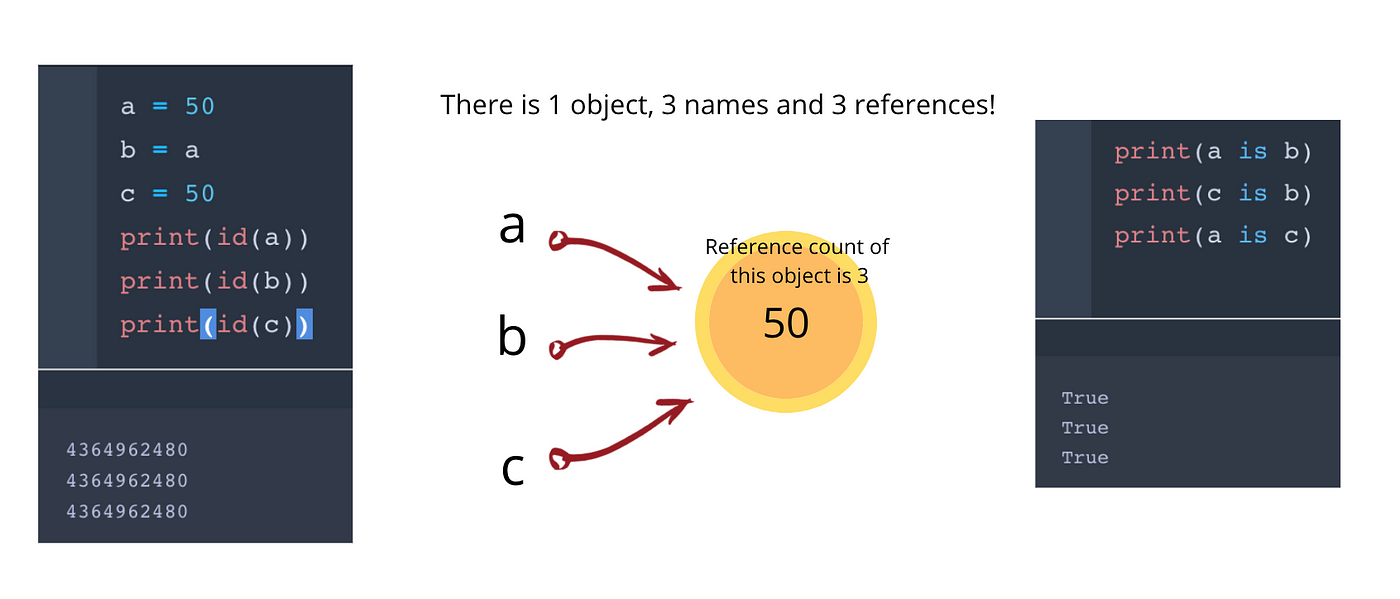 a = 50
b = a
c = 50
print(id(a))
print(id(b))
print(id(c))
4364962480
4364962480
4364962480
There is 1 object, 3 names and 3 references!
a
b
c
Reference count of
this object is 3
50
print(a is b)
print(c is b)
print(a is c)
True
True
True